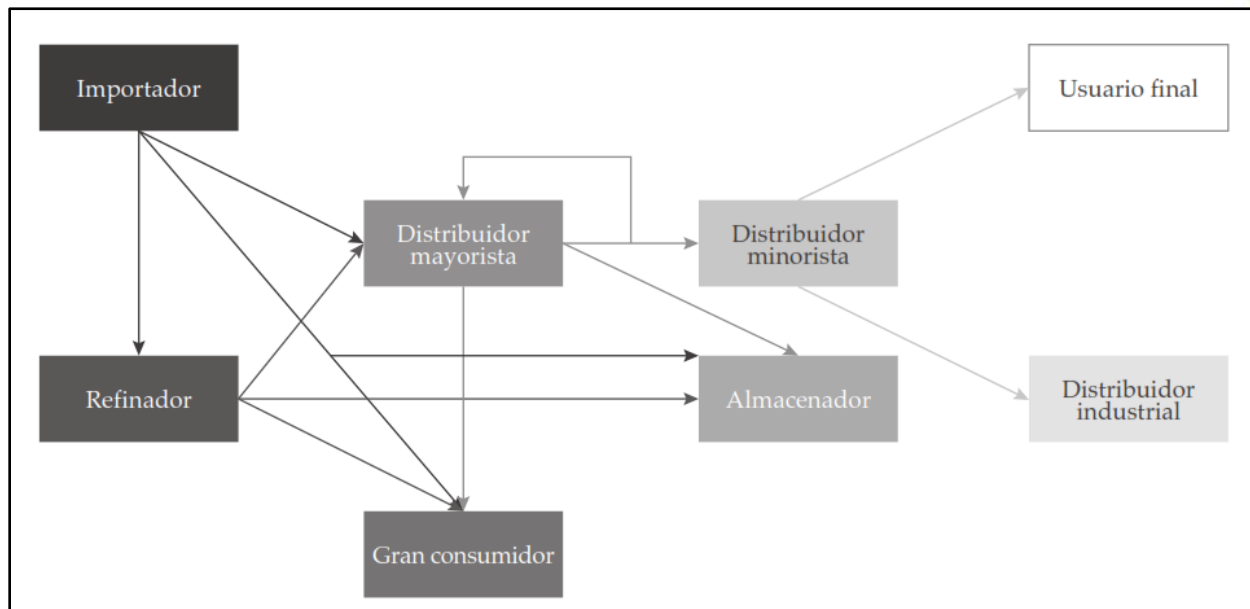 Importador
Usuario final
Distribuidor
mayorista
Distribuidor
minorista
Refinador
Almacenador
Distribuidor
industrial
Gran consumidor